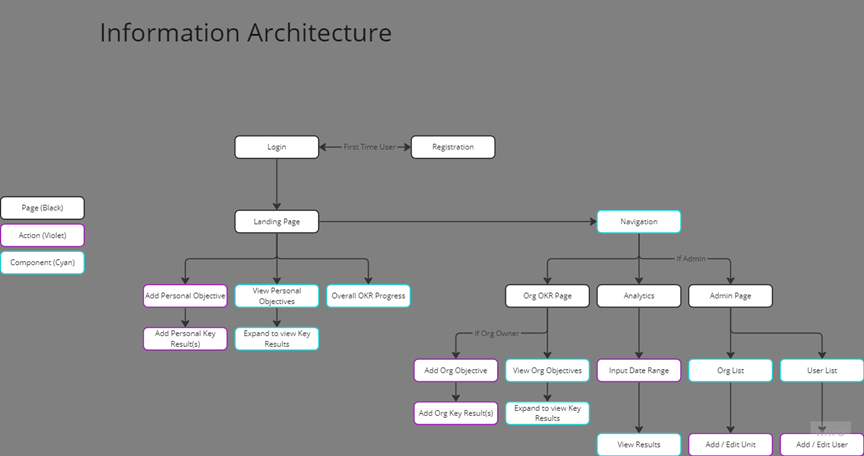 Information Architecture
Login
First Time User
Registration
Page (Black)
Action (Violet)
Component (Cyan)
Landing Page
Navigation
If Admin
Add Personal Objective
View Personal
Objectives
Overall OKR Progress
Org OKR Page
Analytics
Admin Page
Add Personal Key
Result(s)
Expand to view Key
Results
If Org Owner
Add Org Objective
View Org Objectives
Input Date Range
Org List
User List
Add Org Key Result(s)
Expand to view Key
Results
View Results
Add / Edit Unit
Add / Edit User